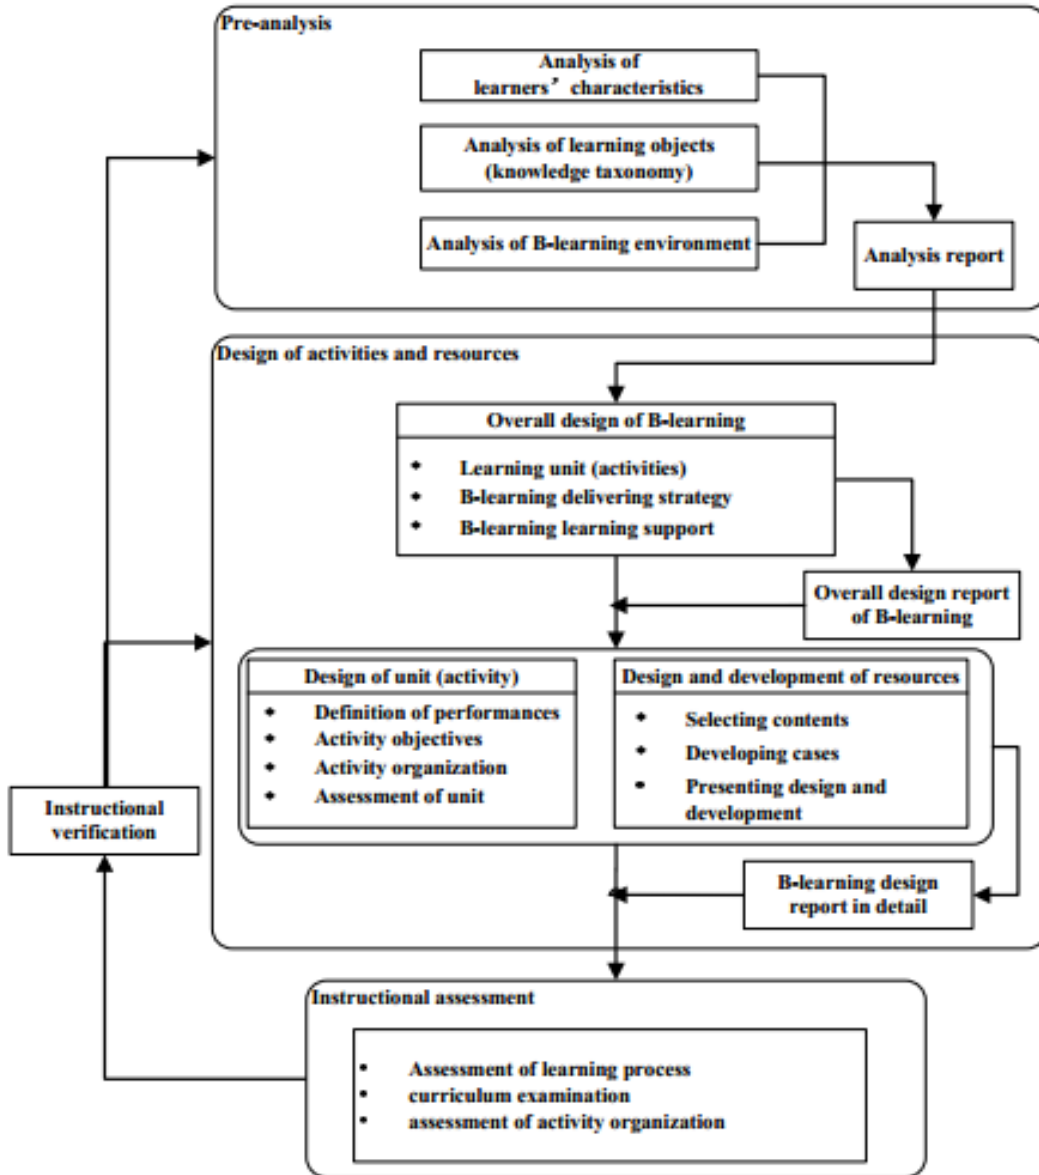 Pre-analysis
Analysis of
learners’ characteristics
Analysis of learning objects
(knowledge taxonomy)
Analysis of B-learning environment
Analysis report
Design of activities and resources
Overall design of B-learning
Learning unit (activities)
B-learning delivering strategy
B-learning learning support
Overall design report
of B-learning
Design of unit (activity)
Definition of performances
Activity objectives
Activity organization
Assessment of unit
Design and development of resources
Selecting contents
Developing cases
Presenting design and
development
Instructional
verification
B-learning design
report in detail
Instructional assessment
Assessment of learning process
curriculum examination
assessment of activity organization